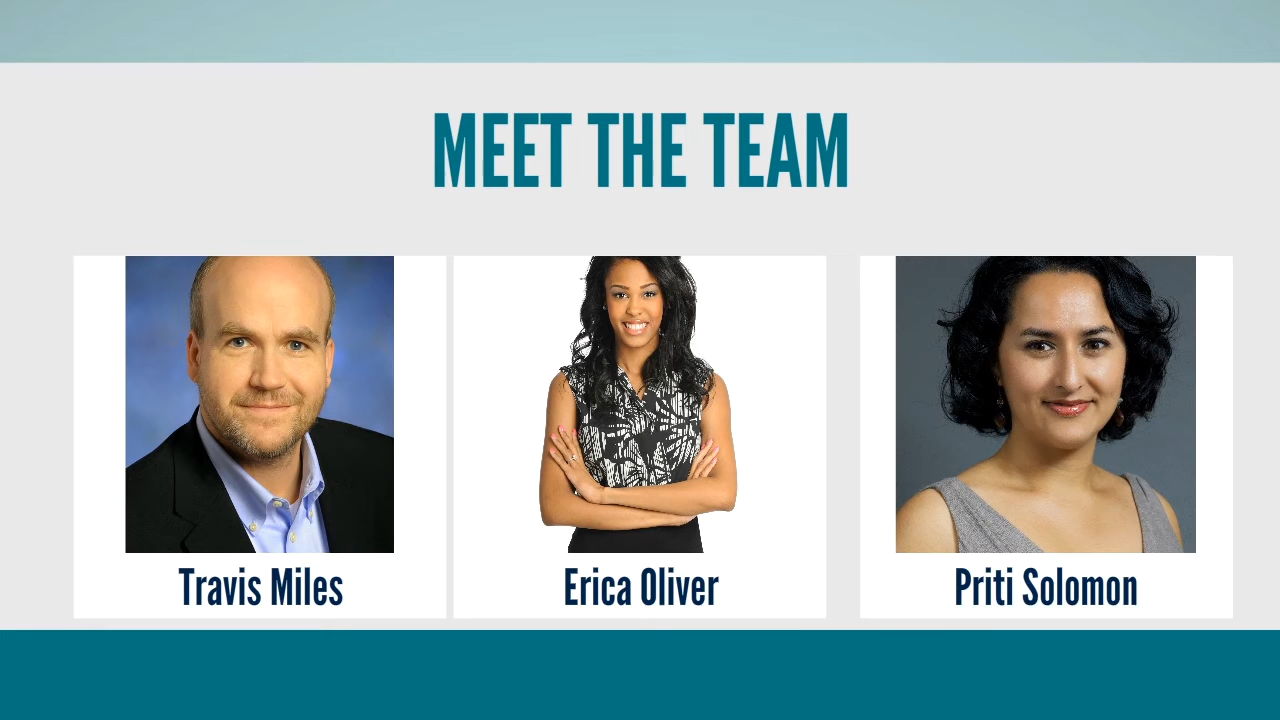 MEET THE TEAM
Travis Miles
Erica Oliver
Priti Solomon